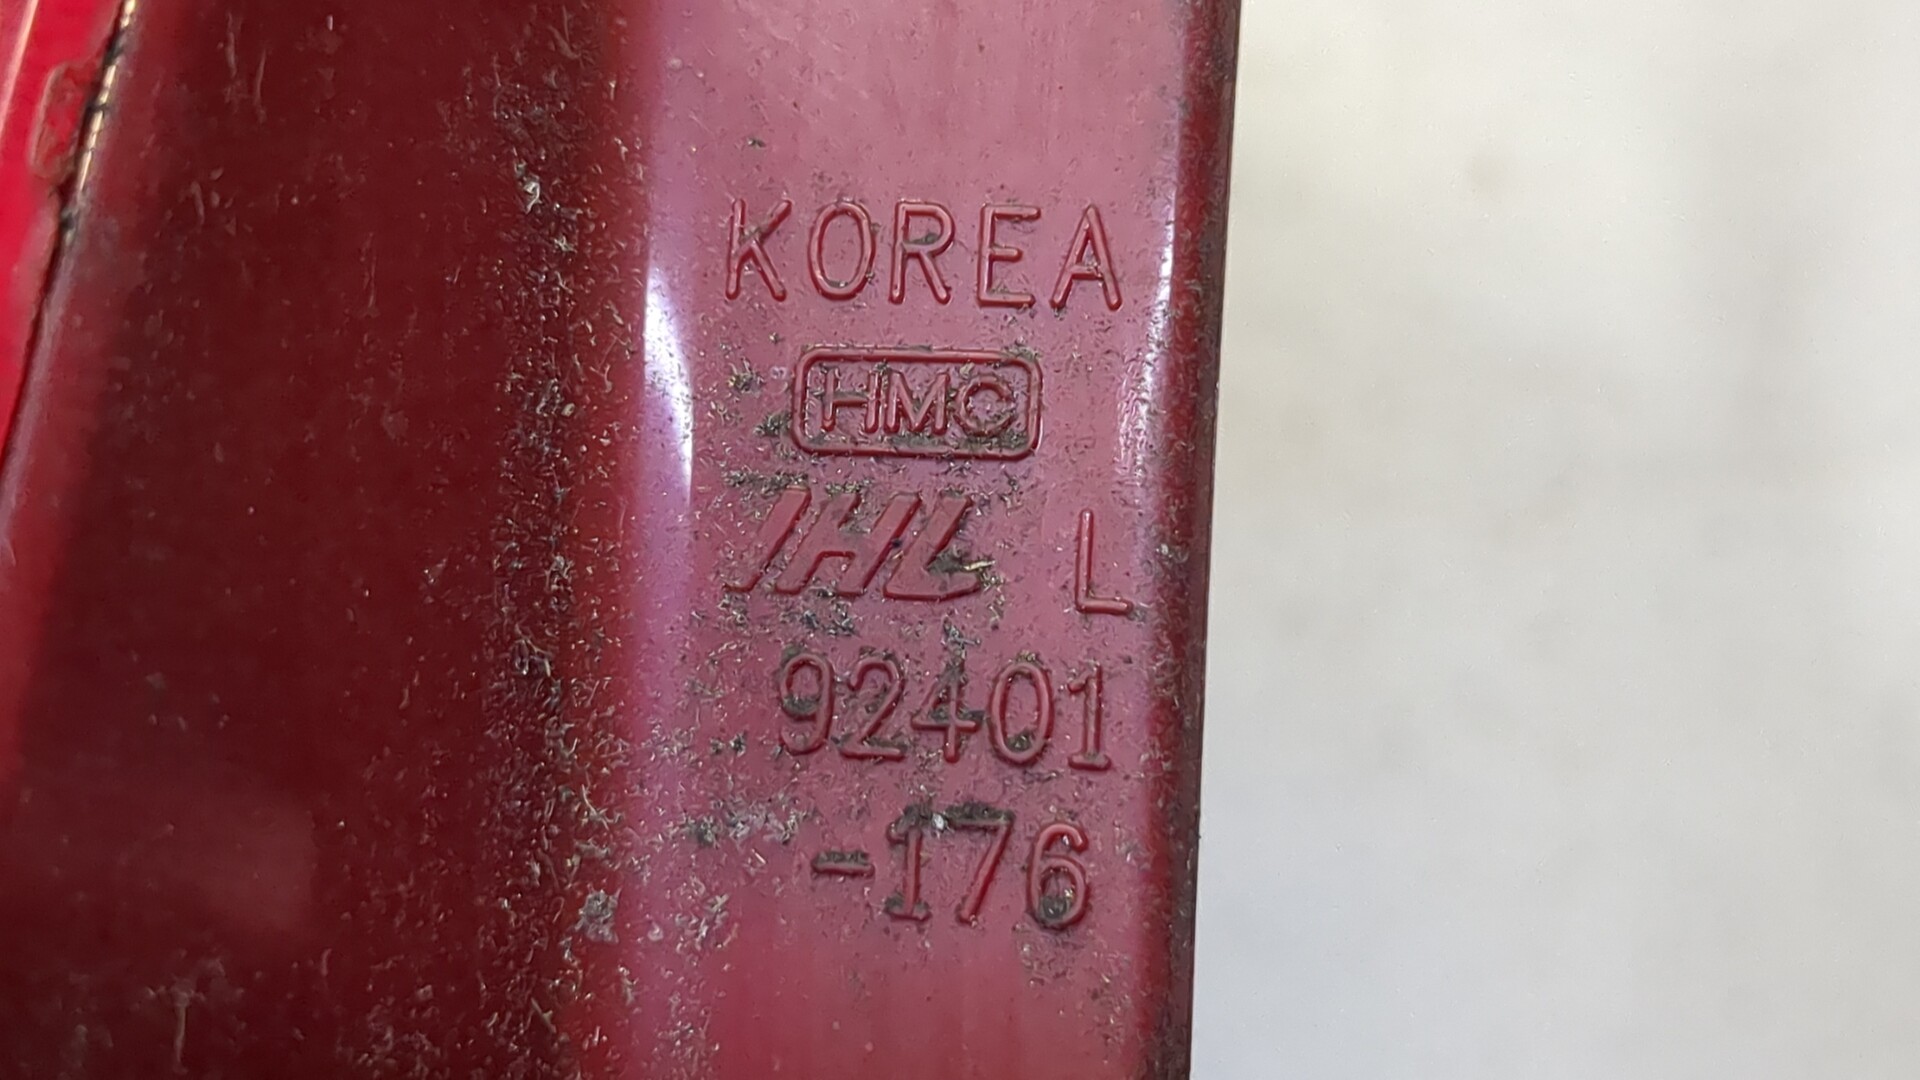 KOREA
HMC
IHL L
92401
-176